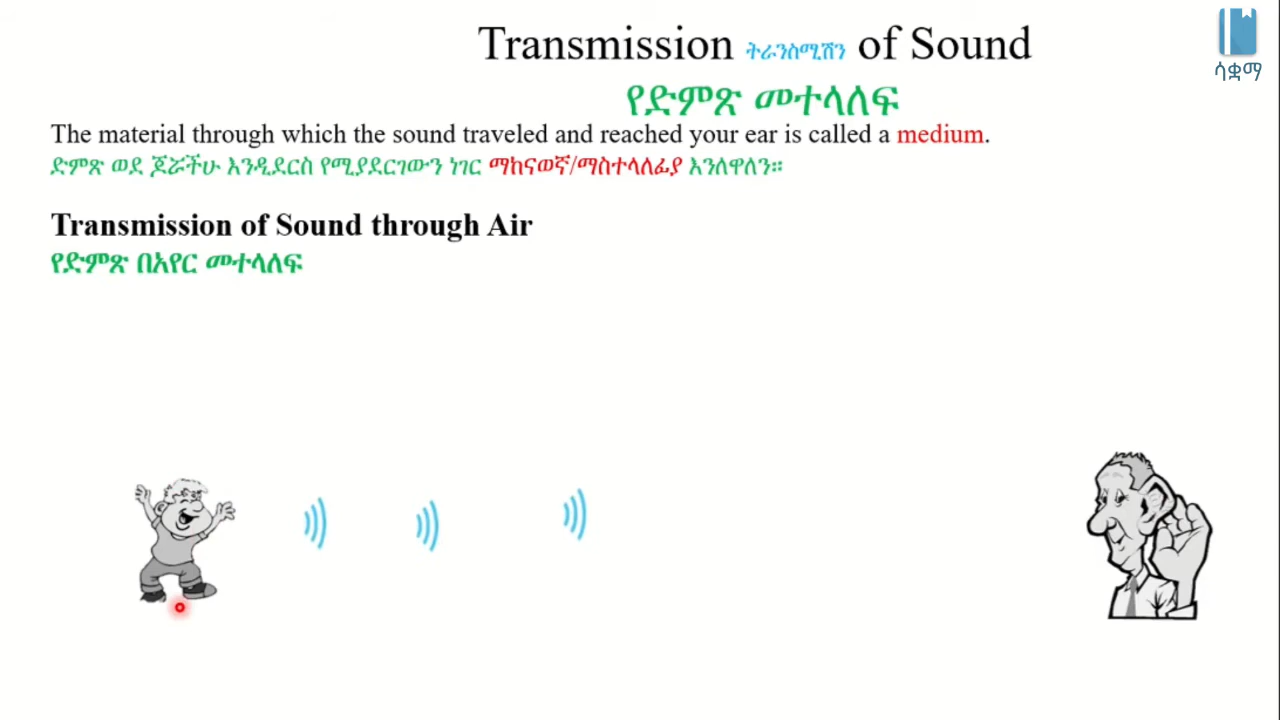 Transmission ትራንስሚሽን of Sound
የድምጽ መተላለፍ
The material through which the sound traveled and reached your ear is called a medium.
ድምጽ ወደ ጆሯችሁ እንዲደርስ የሚያደርገውን ነገር ማከናወኛ/ማስተላለፊያ እንለዋለን።
Transmission of Sound through Air
የድምጽ በአየር መተላለፍ
ሳቋማ